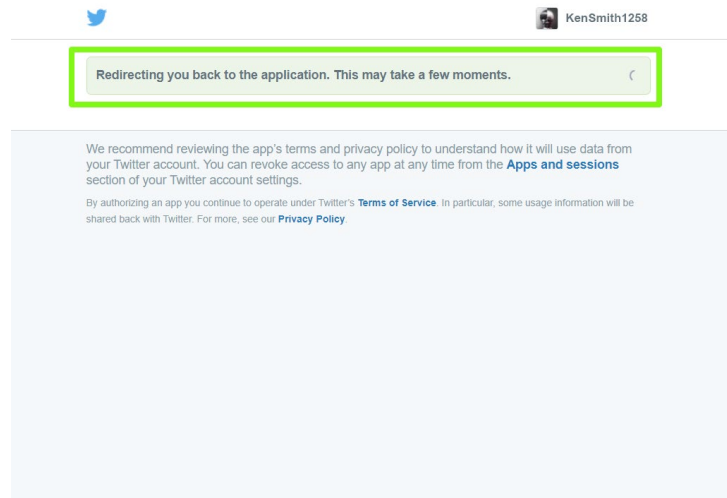 KenSmith1258
Redirecting you back to the application. This may take a few moments.
We recommend reviewing the app's terms and privacy policy to understand how it will use data from
your Twitter account. You can revoke access to any app at any time from the Apps and sessions
section of your Twitter account settings.
By authorizing an app you continue to operate under Twitter's Terms of Service. In particular, some usage information will be
shared back with Twitter. For more, see our Privacy Policy.